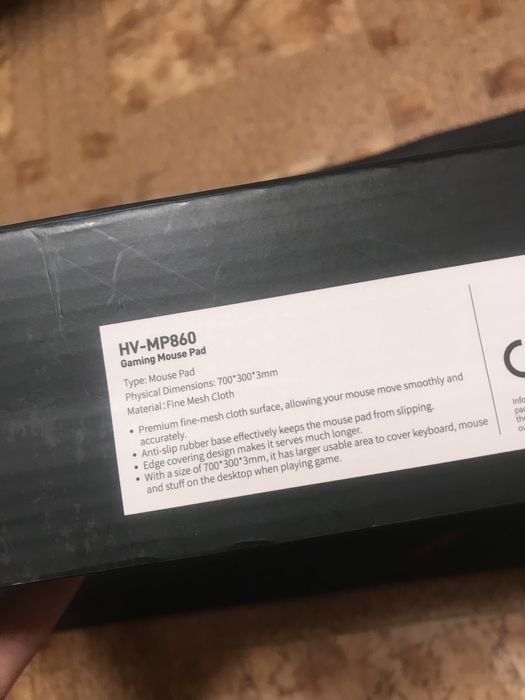 HV-MP860
Gaming Mouse Pad
Type: Mouse Pad
Physical Dimensions: 700*300*3mm
Material: Fine Mesh Cloth
• Premium fine-mesh cloth surface, allowing your mouse move smoothly and
accurately.
• Anti-slip rubber base effectively keeps the mouse pad from slipping.
• Edge covering design makes it serves much longer.
• With a size of 700*300*3mm, it has larger usable area to cover keyboard, mouse
and stuff on the desktop when playing game.